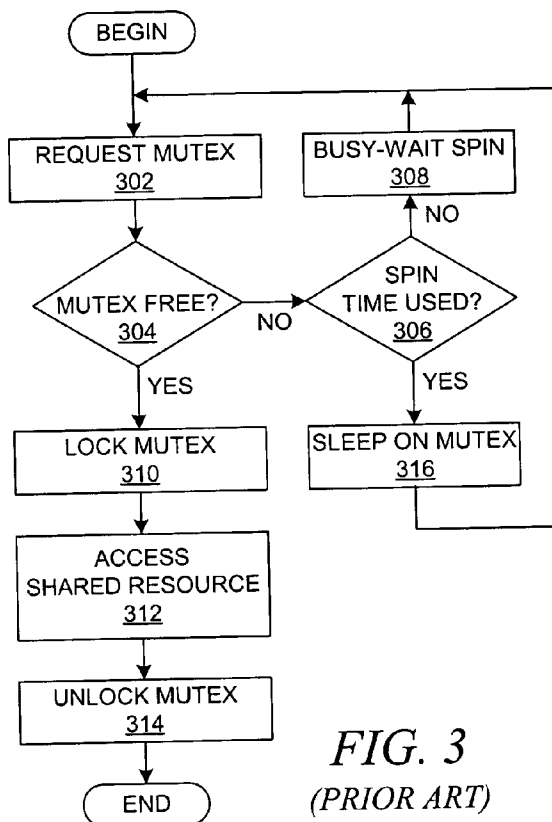 BEGIN
REQUEST MUTEX
302
BUSY-WAIT SPIN
308
NO
MUTEX FREE?
304
NO
SPIN
TIME USED?
306
YES
YES
LOCK MUTEX
310
SLEEP ON MUTEX
316
ACCESS
SHARED RESOURCE
312
UNLOCK MUTEX
314
END
FIG. 3
(PRIOR ART)